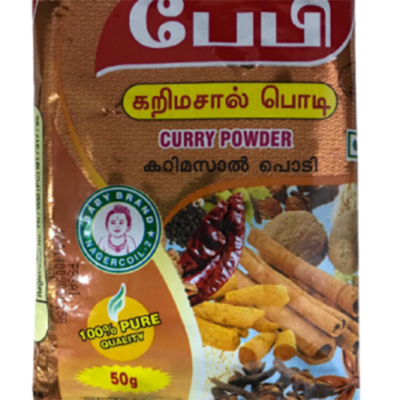 பேபி
கறிமசால் பொடி
CURRY POWDER
കറിമസാൽ പൊടി
BABY BRAND
NAGERCOIL-2
100% PURE
QUALITY
50g